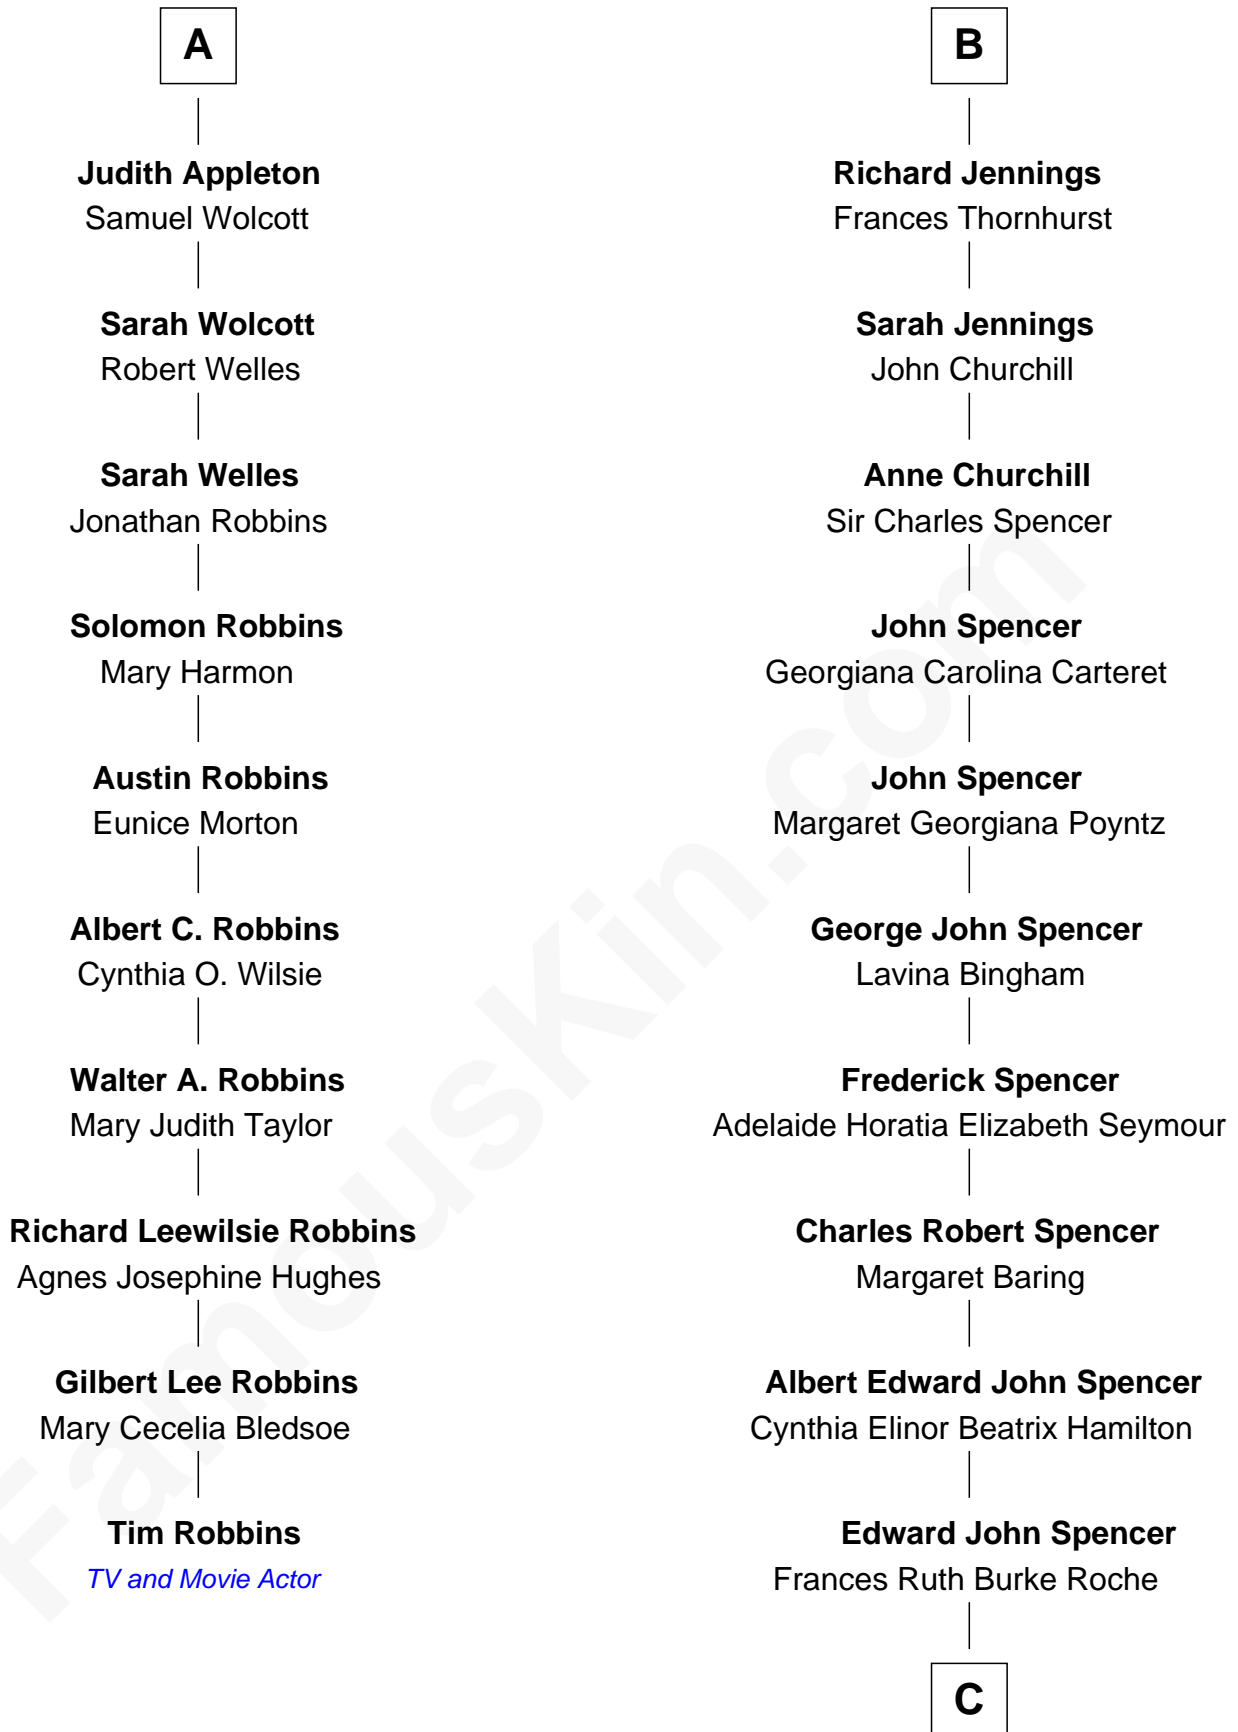 A
Judith Appleton
Samuel Wolcott
Sarah Wolcott
Robert Welles
Sarah Welles
Jonathan Robbins
Solomon Robbins
Mary Harmon
Austin Robbins
Eunice Morton
Albert C. Robbins
Cynthia O. Wilsie
Walter A. Robbins
Mary Judith Taylor
Richard Leewilsie Robbins
Agnes Josephine Hughes
Gilbert Lee Robbins
Mary Cecelia Bledsoe
Tim Robbins
TV and Movie Actor
B
Richard Jennings
Frances Thornhurst
Sarah Jennings
John Churchill
Anne Churchill
Sir Charles Spencer
John Spencer
Georgiana Carolina Carteret
John Spencer
Margaret Georgiana Poyntz
George John Spencer
Lavina Bingham
Frederick Spencer
Adelaide Horatia Elizabeth Seymour
Charles Robert Spencer
Margaret Baring
Albert Edward John Spencer
Cynthia Elinor Beatrix Hamilton
Edward John Spencer
Frances Ruth Burke Roche
C
FamousKin.com